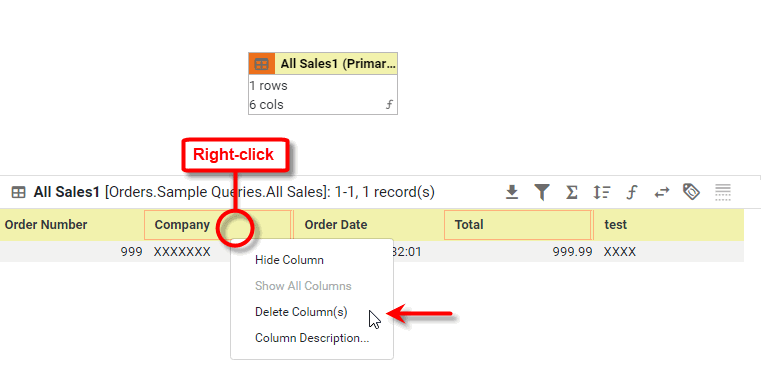 All Sales1 (Primar...
1 rows
6 cols
Right-click
All Sales1 [Orders.Sample Queries.All Sales]: 1-1, 1 record(s)
Order Number Company Order Date Total test
999 XXXXXXX 32:01 999.99 XXXX
Hide Column
Show All Columns
Delete Column(s)
Column Description...